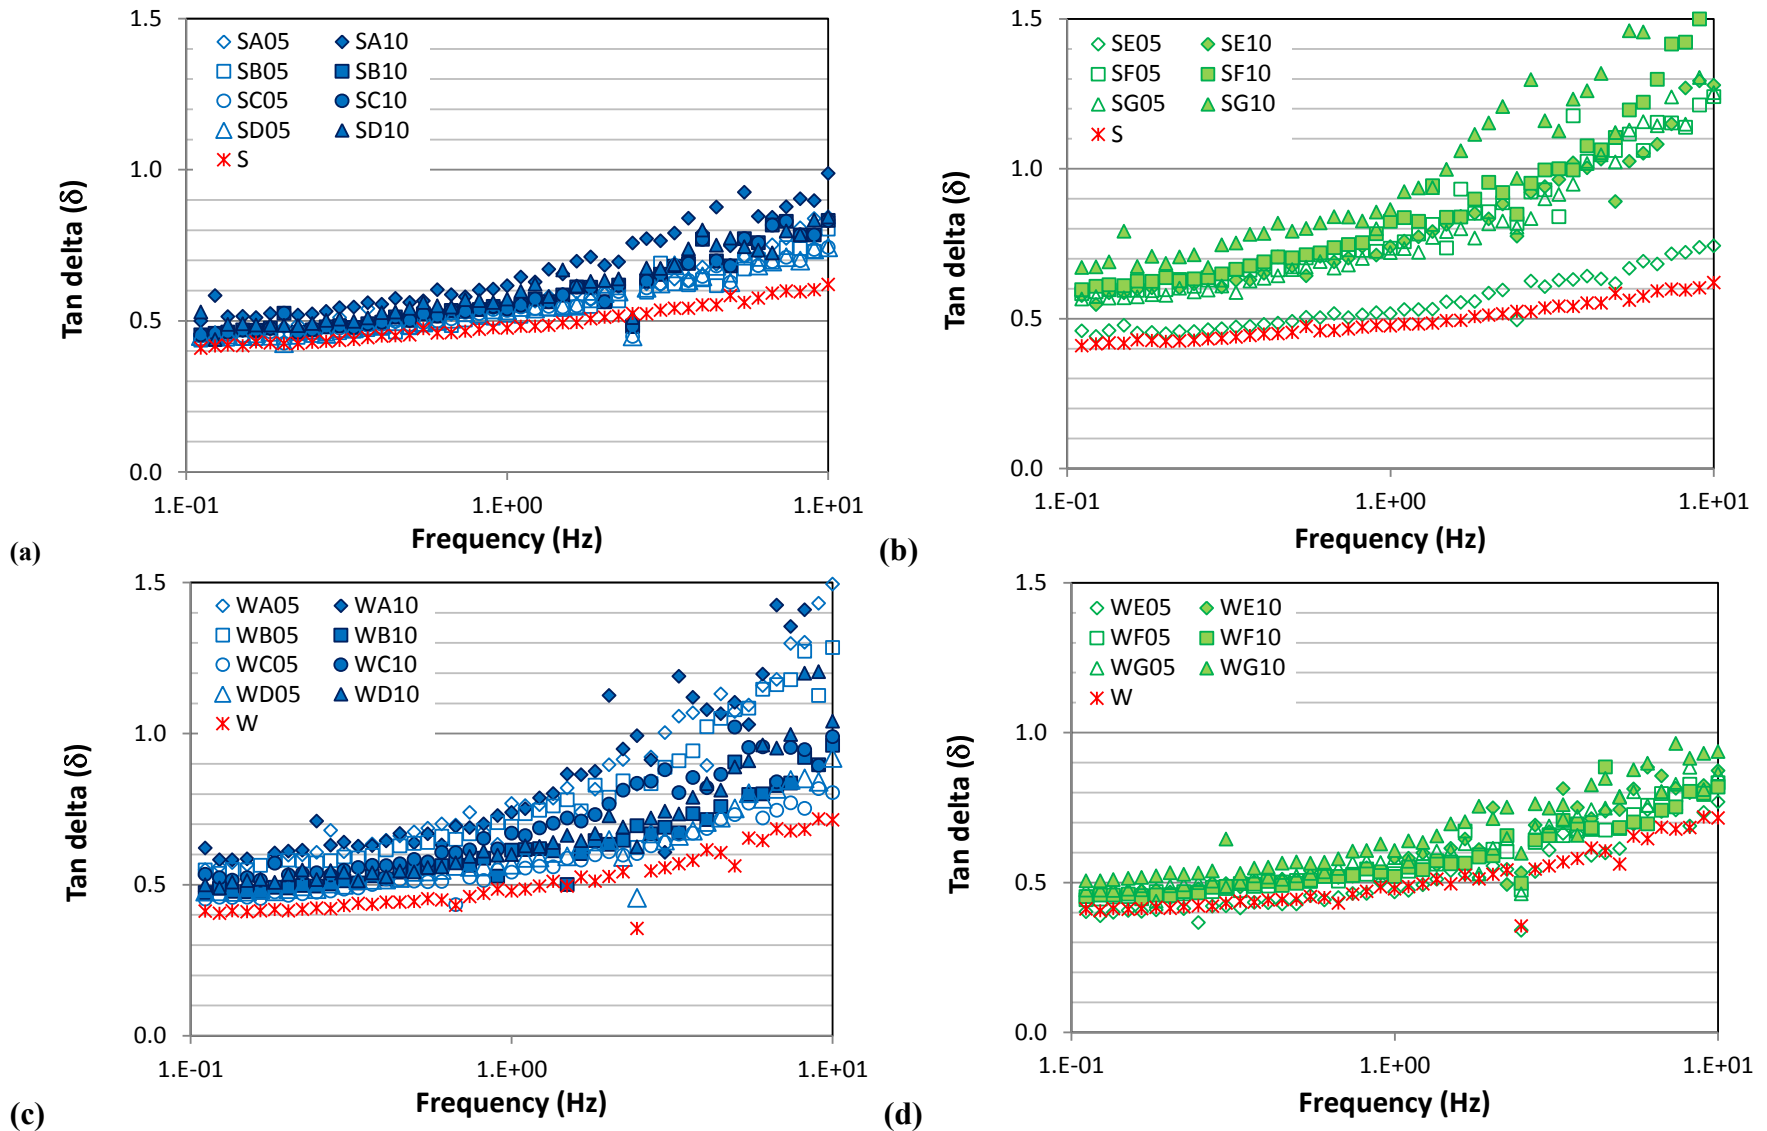 1.5
SA05 SA10
SB05 SB10
SC05 SC10
SD05 SD10
S
1.0
0.5
0.0
Tan delta (δ)
1.E-01 1.E+00 1.E+01
Frequency (Hz)
(a)
1.5
SE05 SE10
SF05 SF10
SG05 SG10
S
1.0
0.5
0.0
Tan delta (δ)
1.E-01 1.E+00 1.E+01
Frequency (Hz)
(b)
1.5
WA05 WA10
WB05 WB10
WC05 WC10
WD05 WD10
W
1.0
0.5
0.0
Tan delta (δ)
1.E-01 1.E+00 1.E+01
Frequency (Hz)
(c)
1.5
WE05 WE10
WF05 WF10
WG05 WG10
W
1.0
0.5
0.0
Tan delta (δ)
1.E-01 1.E+00 1.E+01
Frequency (Hz)
(d)